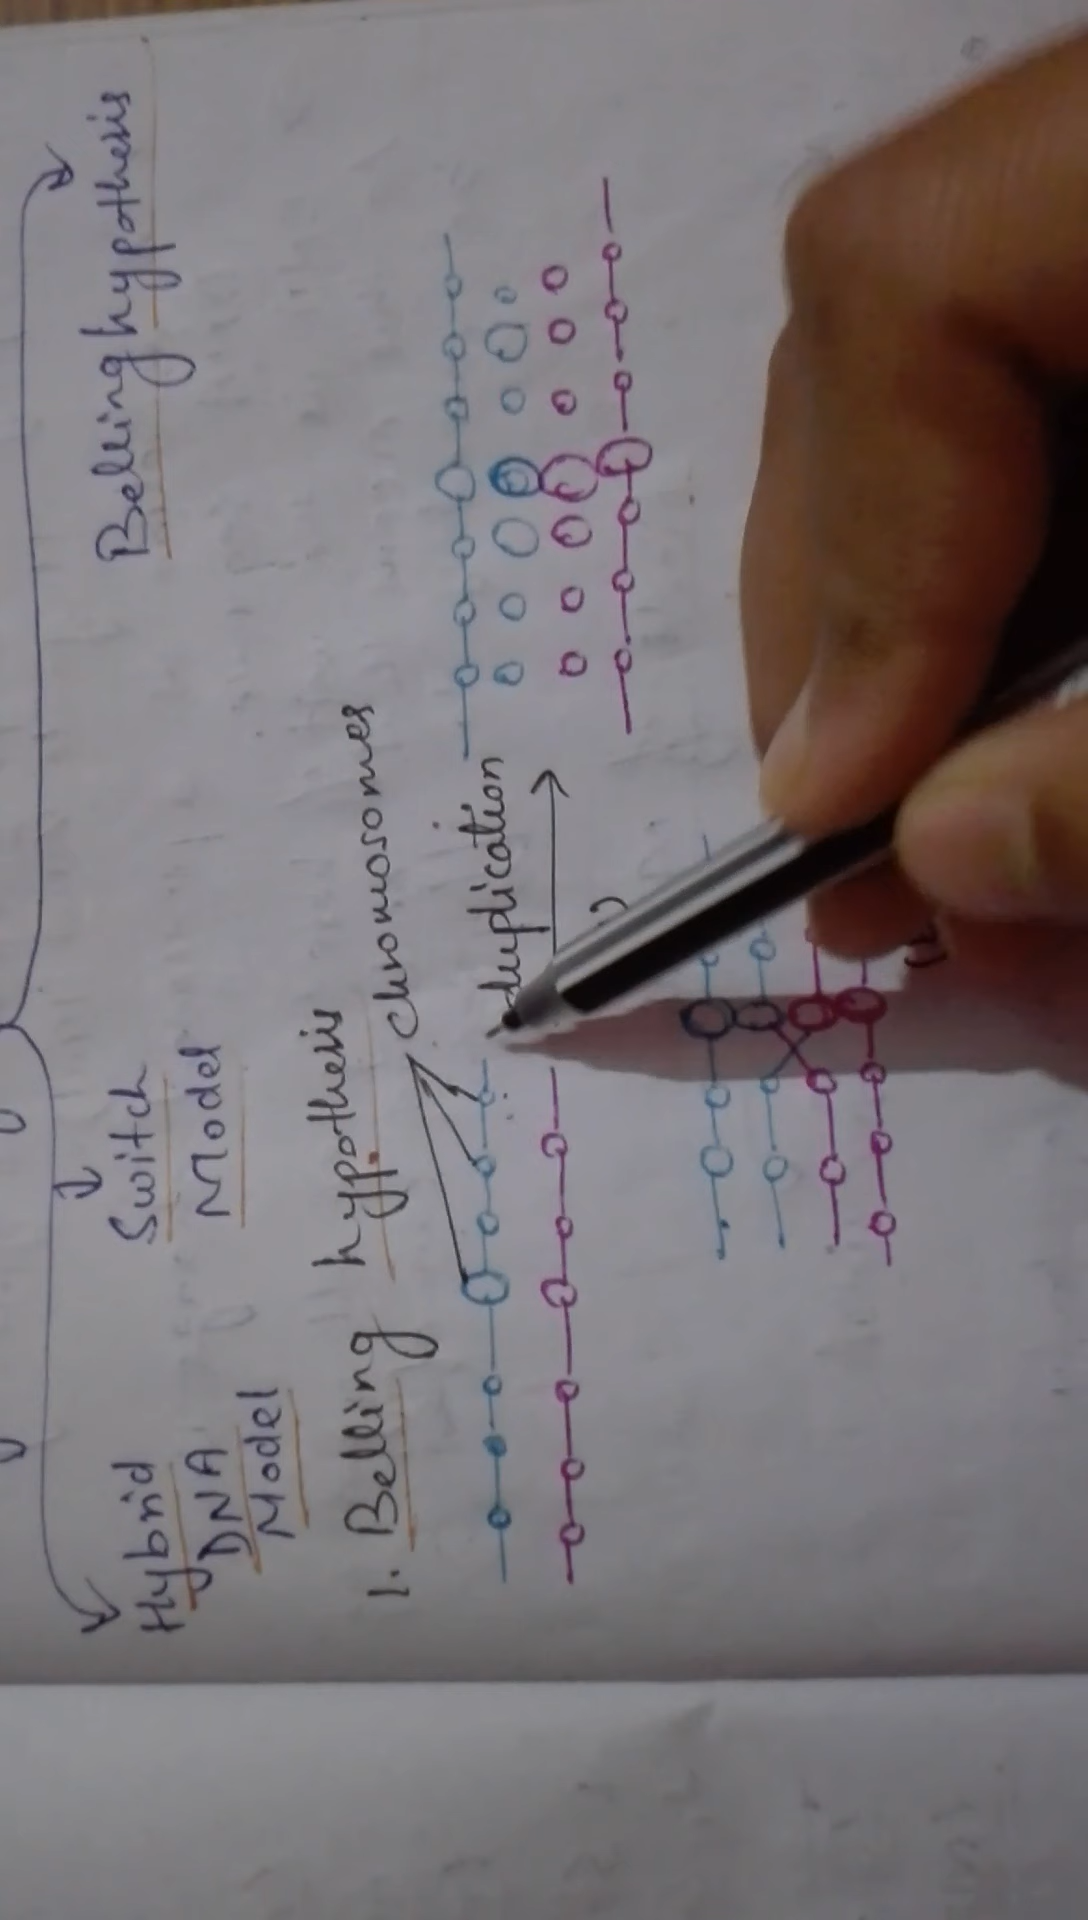 Hybrid
DNA
Model
Switch
Model
Belling hypothesis
1. Belling hypothesis
chromosomes
duplication